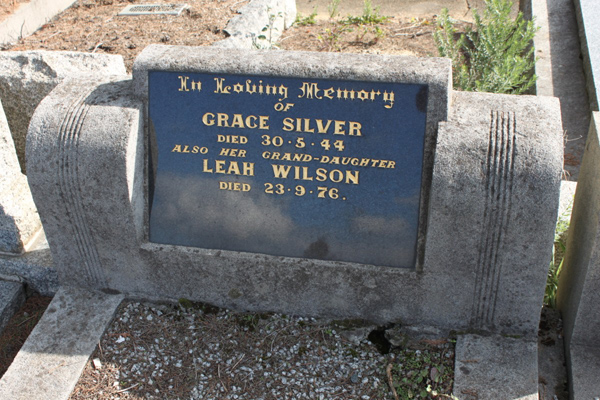 In Loving Memory
OF
GRACE SILVER
DIED 30·5·44
ALSO HER GRAND-DAUGHTER
LEAH WILSON
DIED 23·9·76.